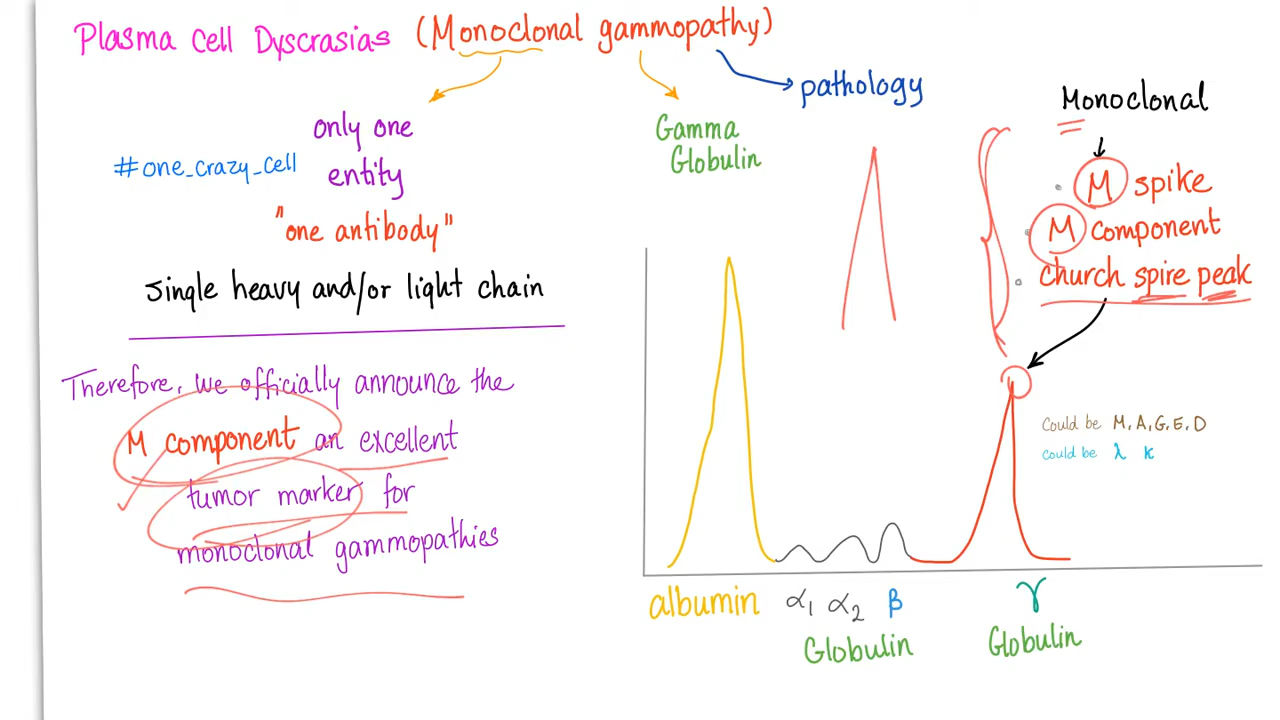 Plasma Cell Dyscrasias (Monoclonal gammopathy)
only one
entity
#one_crazy_cell
"one antibody"
single heavy and/or light chain
Therefore, we officially announce the
M component an excellent
tumor marker for
monoclonal gammopathies
Gamma
Globulin
pathology
Monoclonal
M spike
M component
church spire peak
Could be M, A, G, E, D
could be λ κ
albumin α1 α2 β γ
Globulin Globulin